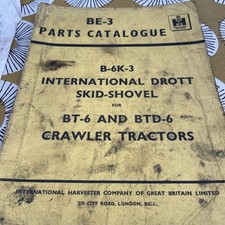 BE-3
PARTS CATALOGUE
IH
B-6K-3
INTERNATIONAL DROTT
SKID-SHOVEL
FOR
BT-6 AND BTD-6
CRAWLER TRACTORS
INTERNATIONAL HARVESTER COMPANY OF GREAT BRITAIN LIMITED
259 CITY ROAD, LONDON, E.C.1.